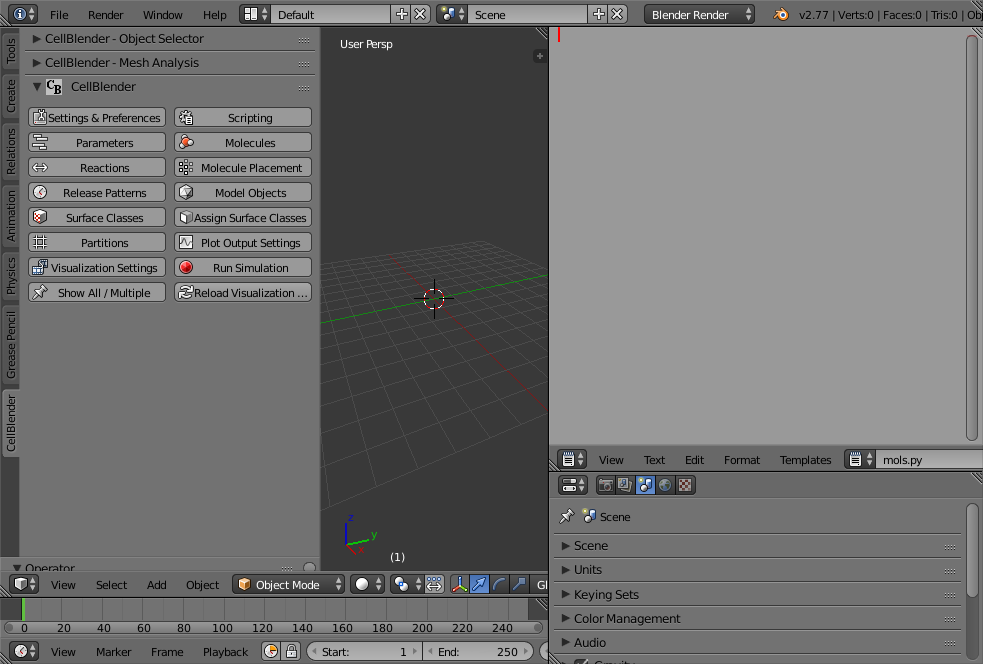 File Render Window Help Default Scene Blender Render v2.77 | Verts:0 | Faces:0 | Tris:0 |
Tools
Create
Relations
Animation
Physics
Grease Pencil
CellBlender
CellBlender - Object Selector
CellBlender - Mesh Analysis
CB CellBlender
Settings & Preferences Scripting
Parameters Molecules
Reactions Molecule Placement
Release Patterns Model Objects
Surface Classes Assign Surface Classes
Partitions Plot Output Settings
Visualization Settings Run Simulation
Show All / Multiple Reload Visualization ...
Operator
User Persp
z
y
x
(1)
View Select Add Object Object Mode Gl
0 20 40 60 80 100 120 140 160 180 200 220 240
View Marker Frame Playback Start: 1 End: 250
View Text Edit Format Templates mols.py
Scene
Scene
Units
Keying Sets
Color Management
Audio
Gravity